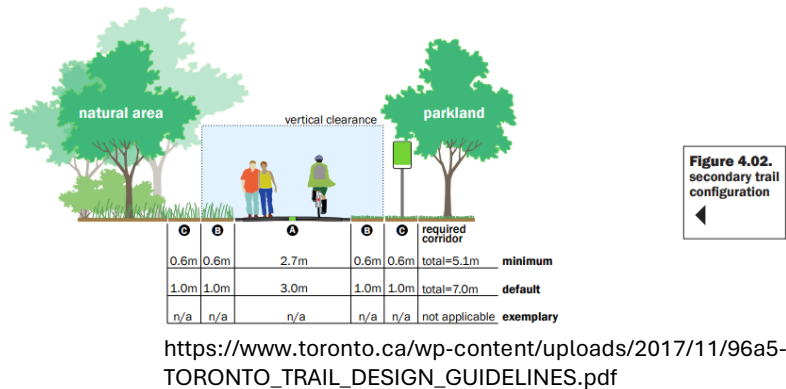 natural area
vertical clearance
parkland
Figure 4.02.
secondary trail
configuration
C B A B C required
corridor
0.6m 0.6m 2.7m 0.6m 0.6m total=5.1m minimum
1.0m 1.0m 3.0m 1.0m 1.0m total=7.0m default
n/a n/a n/a n/a n/a not applicable exemplary
https://www.toronto.ca/wp-content/uploads/2017/11/96a5-
TORONTO_TRAIL_DESIGN_GUIDELINES.pdf